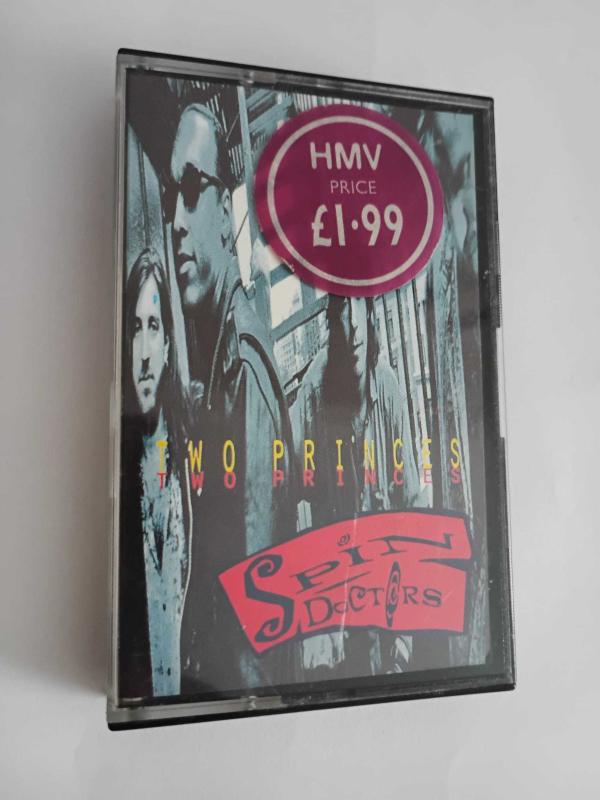 HMV
PRICE
£1.99
TWO PRINCES
TWO PRINCES
SPIN
DOCTORS